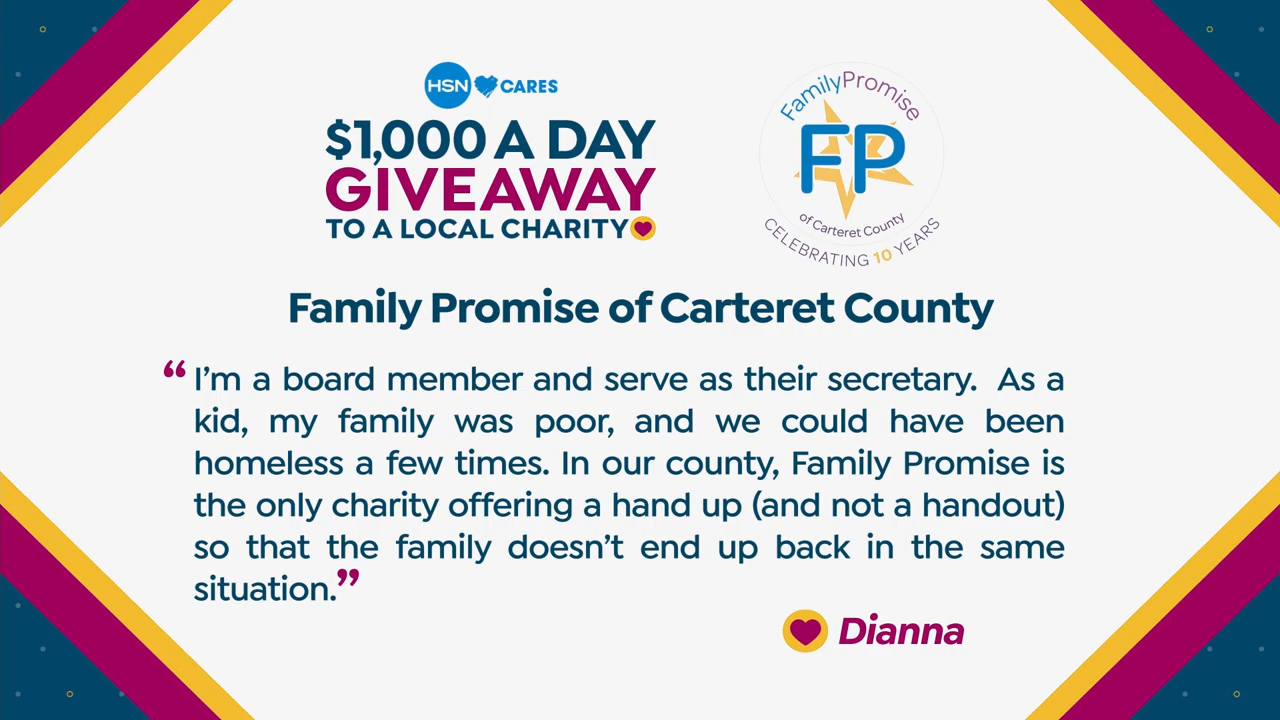 HSN CARES
$1,000 A DAY
GIVEAWAY
TO A LOCAL CHARITY
FamilyPromise
FP
of Carteret County
CELEBRATING 10 YEARS
Family Promise of Carteret County
“I’m a board member and serve as their secretary.  As a
kid, my family was poor, and we could have been
homeless a few times. In our county, Family Promise is
the only charity offering a hand up (and not a handout)
so that the family doesn’t end up back in the same
situation.”
Dianna